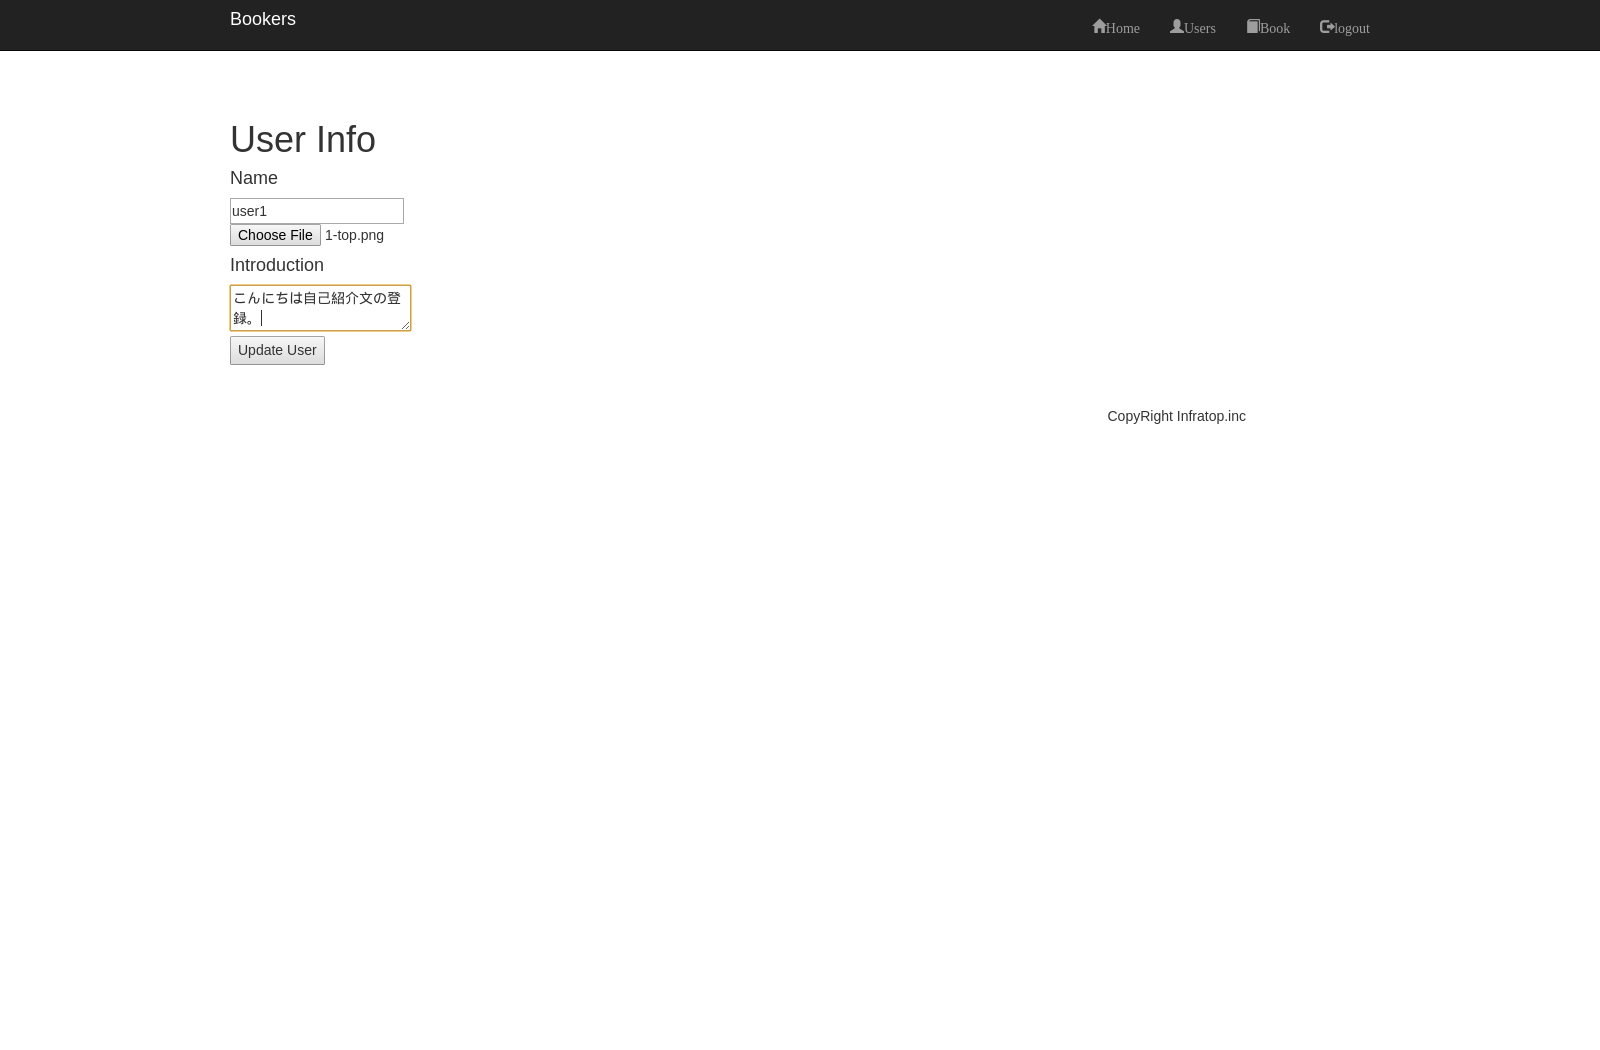 Bookers
Home Users Book logout
User Info
Name
user1
Choose File 1-top.png
Introduction
こんにちは自己紹介文の登
録。
Update User
CopyRight Infratop.inc